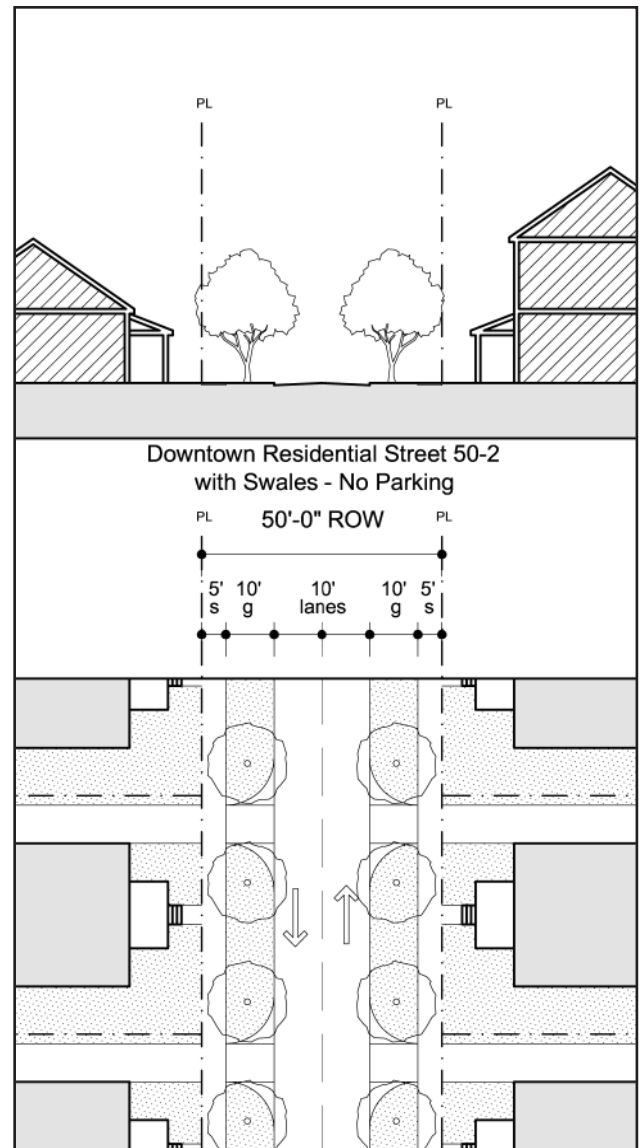 PL PL
Downtown Residential Street 50-2
with Swales - No Parking
PL 50'-0" ROW PL
5' 10' 10' 10' 5'
s g lanes g s